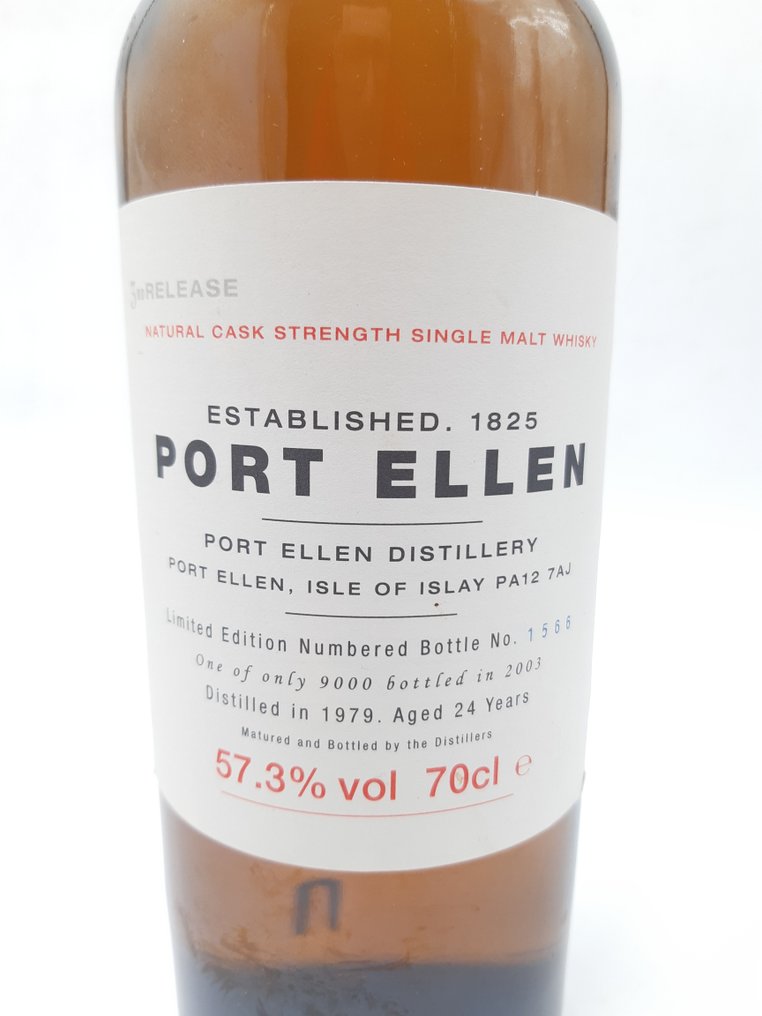 3RD RELEASE
NATURAL CASK STRENGTH SINGLE MALT WHISKY
ESTABLISHED. 1825
PORT ELLEN
PORT ELLEN DISTILLERY
PORT ELLEN, ISLE OF ISLAY PA12 7AJ
Limited Edition Numbered Bottle No. 1566
One of only 9000 bottled in 2003
Distilled in 1979. Aged 24 Years
Matured and Bottled by the Distillers
57.3% vol 70cl ℮